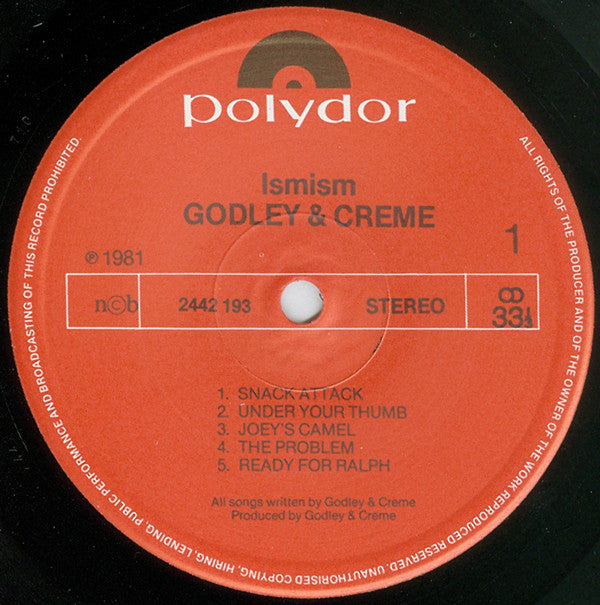 polydor
Ismism
GODLEY & CREME
1
℗ 1981
n©b
2442 193
STEREO
33⅓
1. SNACK ATTACK
2. UNDER YOUR THUMB
3. JOEY'S CAMEL
4. THE PROBLEM
5. READY FOR RALPH
All songs written by Godley & Creme
Produced by Godley & Creme
ALL RIGHTS OF THE PRODUCER AND OF THE OWNER OF THE WORK REPRODUCED RESERVED. UNAUTHORISED COPYING, HIRING, LENDING, PUBLIC PERFORMANCE AND BROADCASTING OF THIS RECORD PROHIBITED.